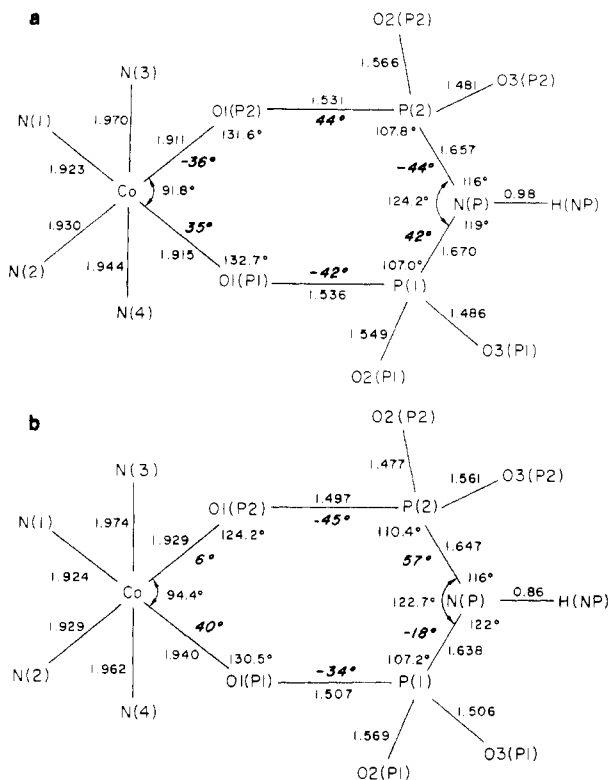 a
O2(P2)
N(3)
1.566
1.481
O3(P2)
N(1)
O1(P2)
1.531
P(2)
1.970
1.911
131.6°
44°
107.8°
1.657
-36°
-44°
116°
1.923
Co
91.8°
124.2°
N(P)
0.98
H(NP)
1.930
35°
42°
119°
1.944
1.915
132.7°
-42°
107.0°
1.670
N(2)
O1(P1)
1.536
P(1)
N(4)
1.486
1.549
O3(P1)
O2(P1)
b
O2(P2)
N(3)
1.477
1.561
O3(P2)
N(1)
O1(P2)
1.497
P(2)
1.974
1.929
124.2°
-45°
110.4°
1.647
6°
57°
116°
1.924
Co
94.4°
122.7°
N(P)
0.86
H(NP)
1.929
40°
-18°
122°
1.962
1.940
130.5°
-34°
107.2°
1.638
N(2)
O1(P1)
1.507
P(1)
N(4)
1.506
1.569
O3(P1)
O2(P1)